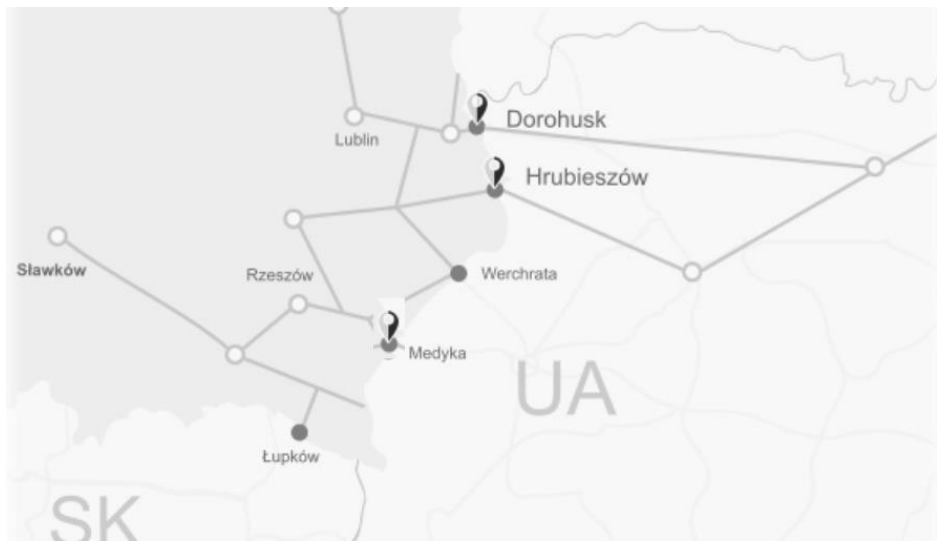 Dorohusk
Lublin
Hrubieszów
Sławków
Rzeszów
Werchrata
Medyka
UA
Łupków
SK